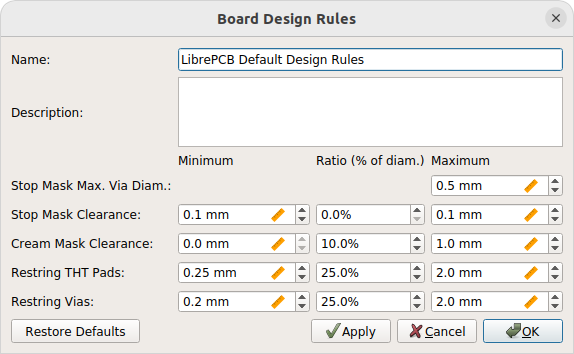 Board Design Rules
Name: LibrePCB Default Design Rules
Description:
Minimum Ratio (% of diam.) Maximum
Stop Mask Max. Via Diam.: 0.5 mm
Stop Mask Clearance: 0.1 mm 0.0% 0.1 mm
Cream Mask Clearance: 0.0 mm 10.0% 1.0 mm
Restring THT Pads: 0.25 mm 25.0% 2.0 mm
Restring Vias: 0.2 mm 25.0% 2.0 mm
Restore Defaults Apply Cancel OK